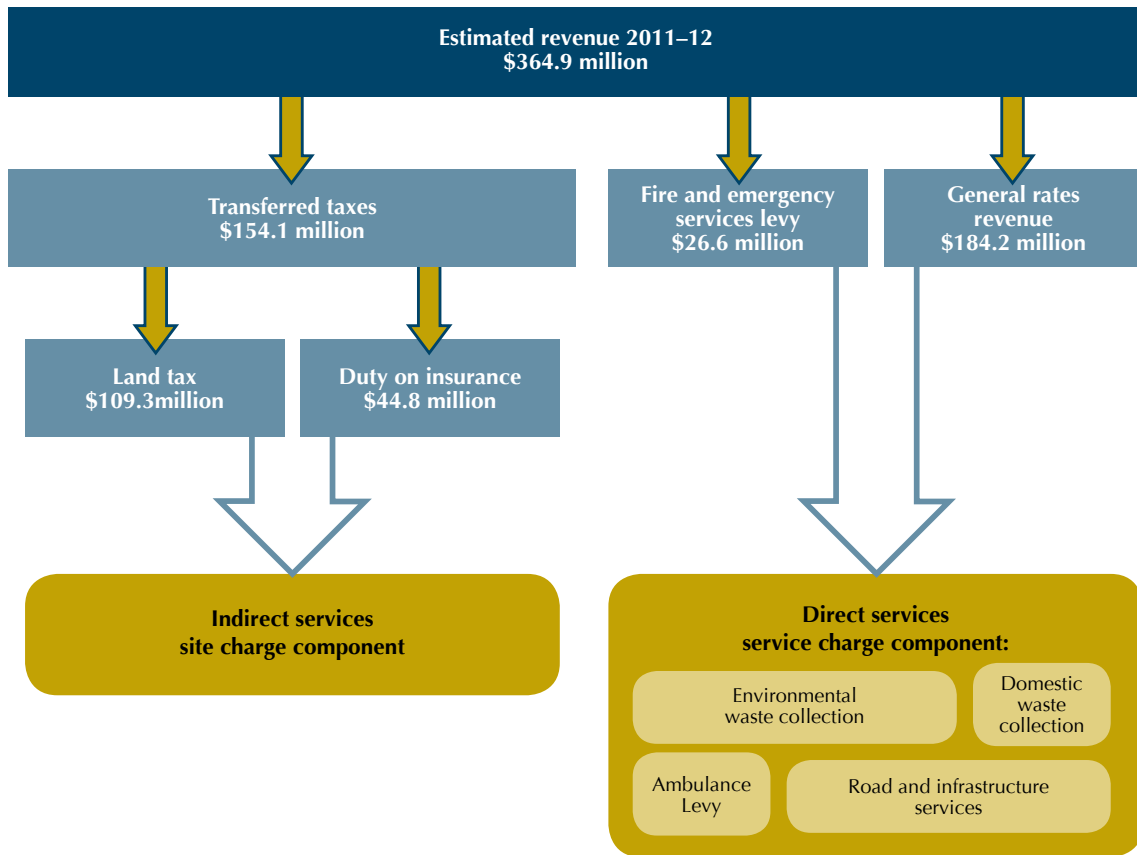 Estimated revenue 2011–12
$364.9 million
Transferred taxes
$154.1 million
Fire and emergency
services levy
$26.6 million
General rates
revenue
$184.2 million
Land tax
$109.3million
Duty on insurance
$44.8 million
Indirect services
site charge component
Direct services
service charge component:
Environmental
waste collection
Domestic
waste
collection
Ambulance
Levy
Road and infrastructure
services